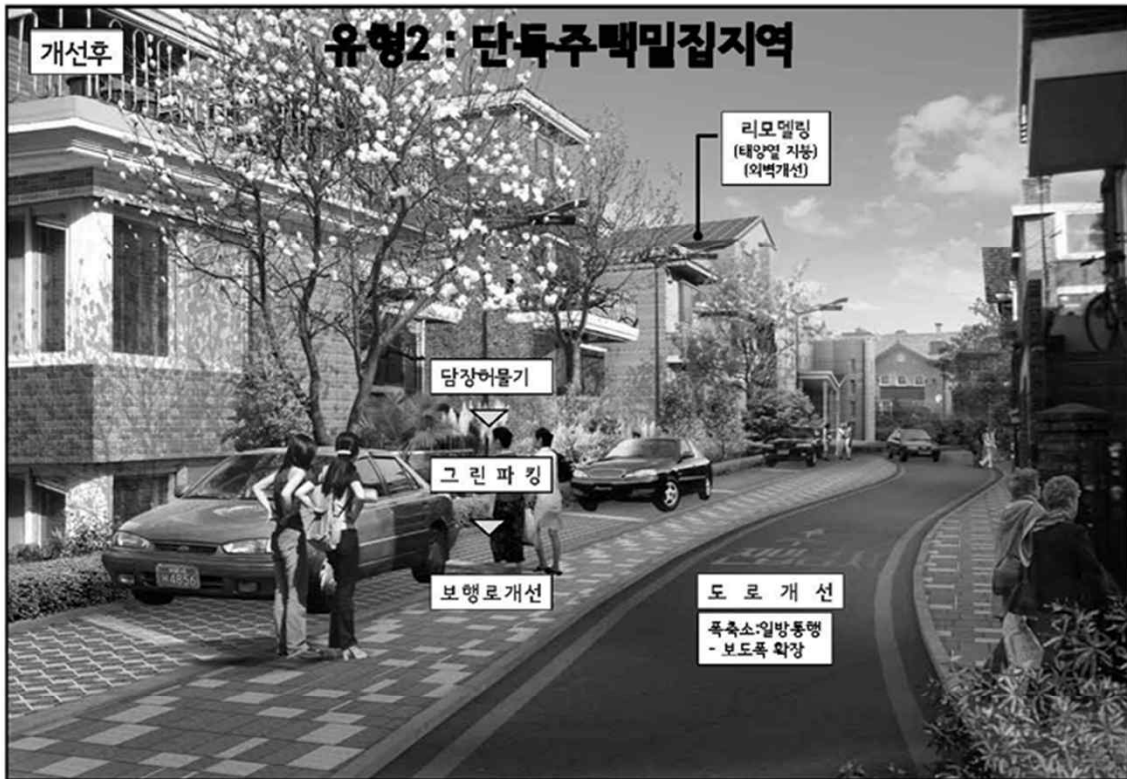 유형2 : 단독주택밀집지역
개선후
리모델링
(태양열 지붕)
(외벽개선)
담장허물기
그 린 파 킹
보행로개선
도 로 개 선
폭축소:일방통행
- 보도폭 확장
H4856